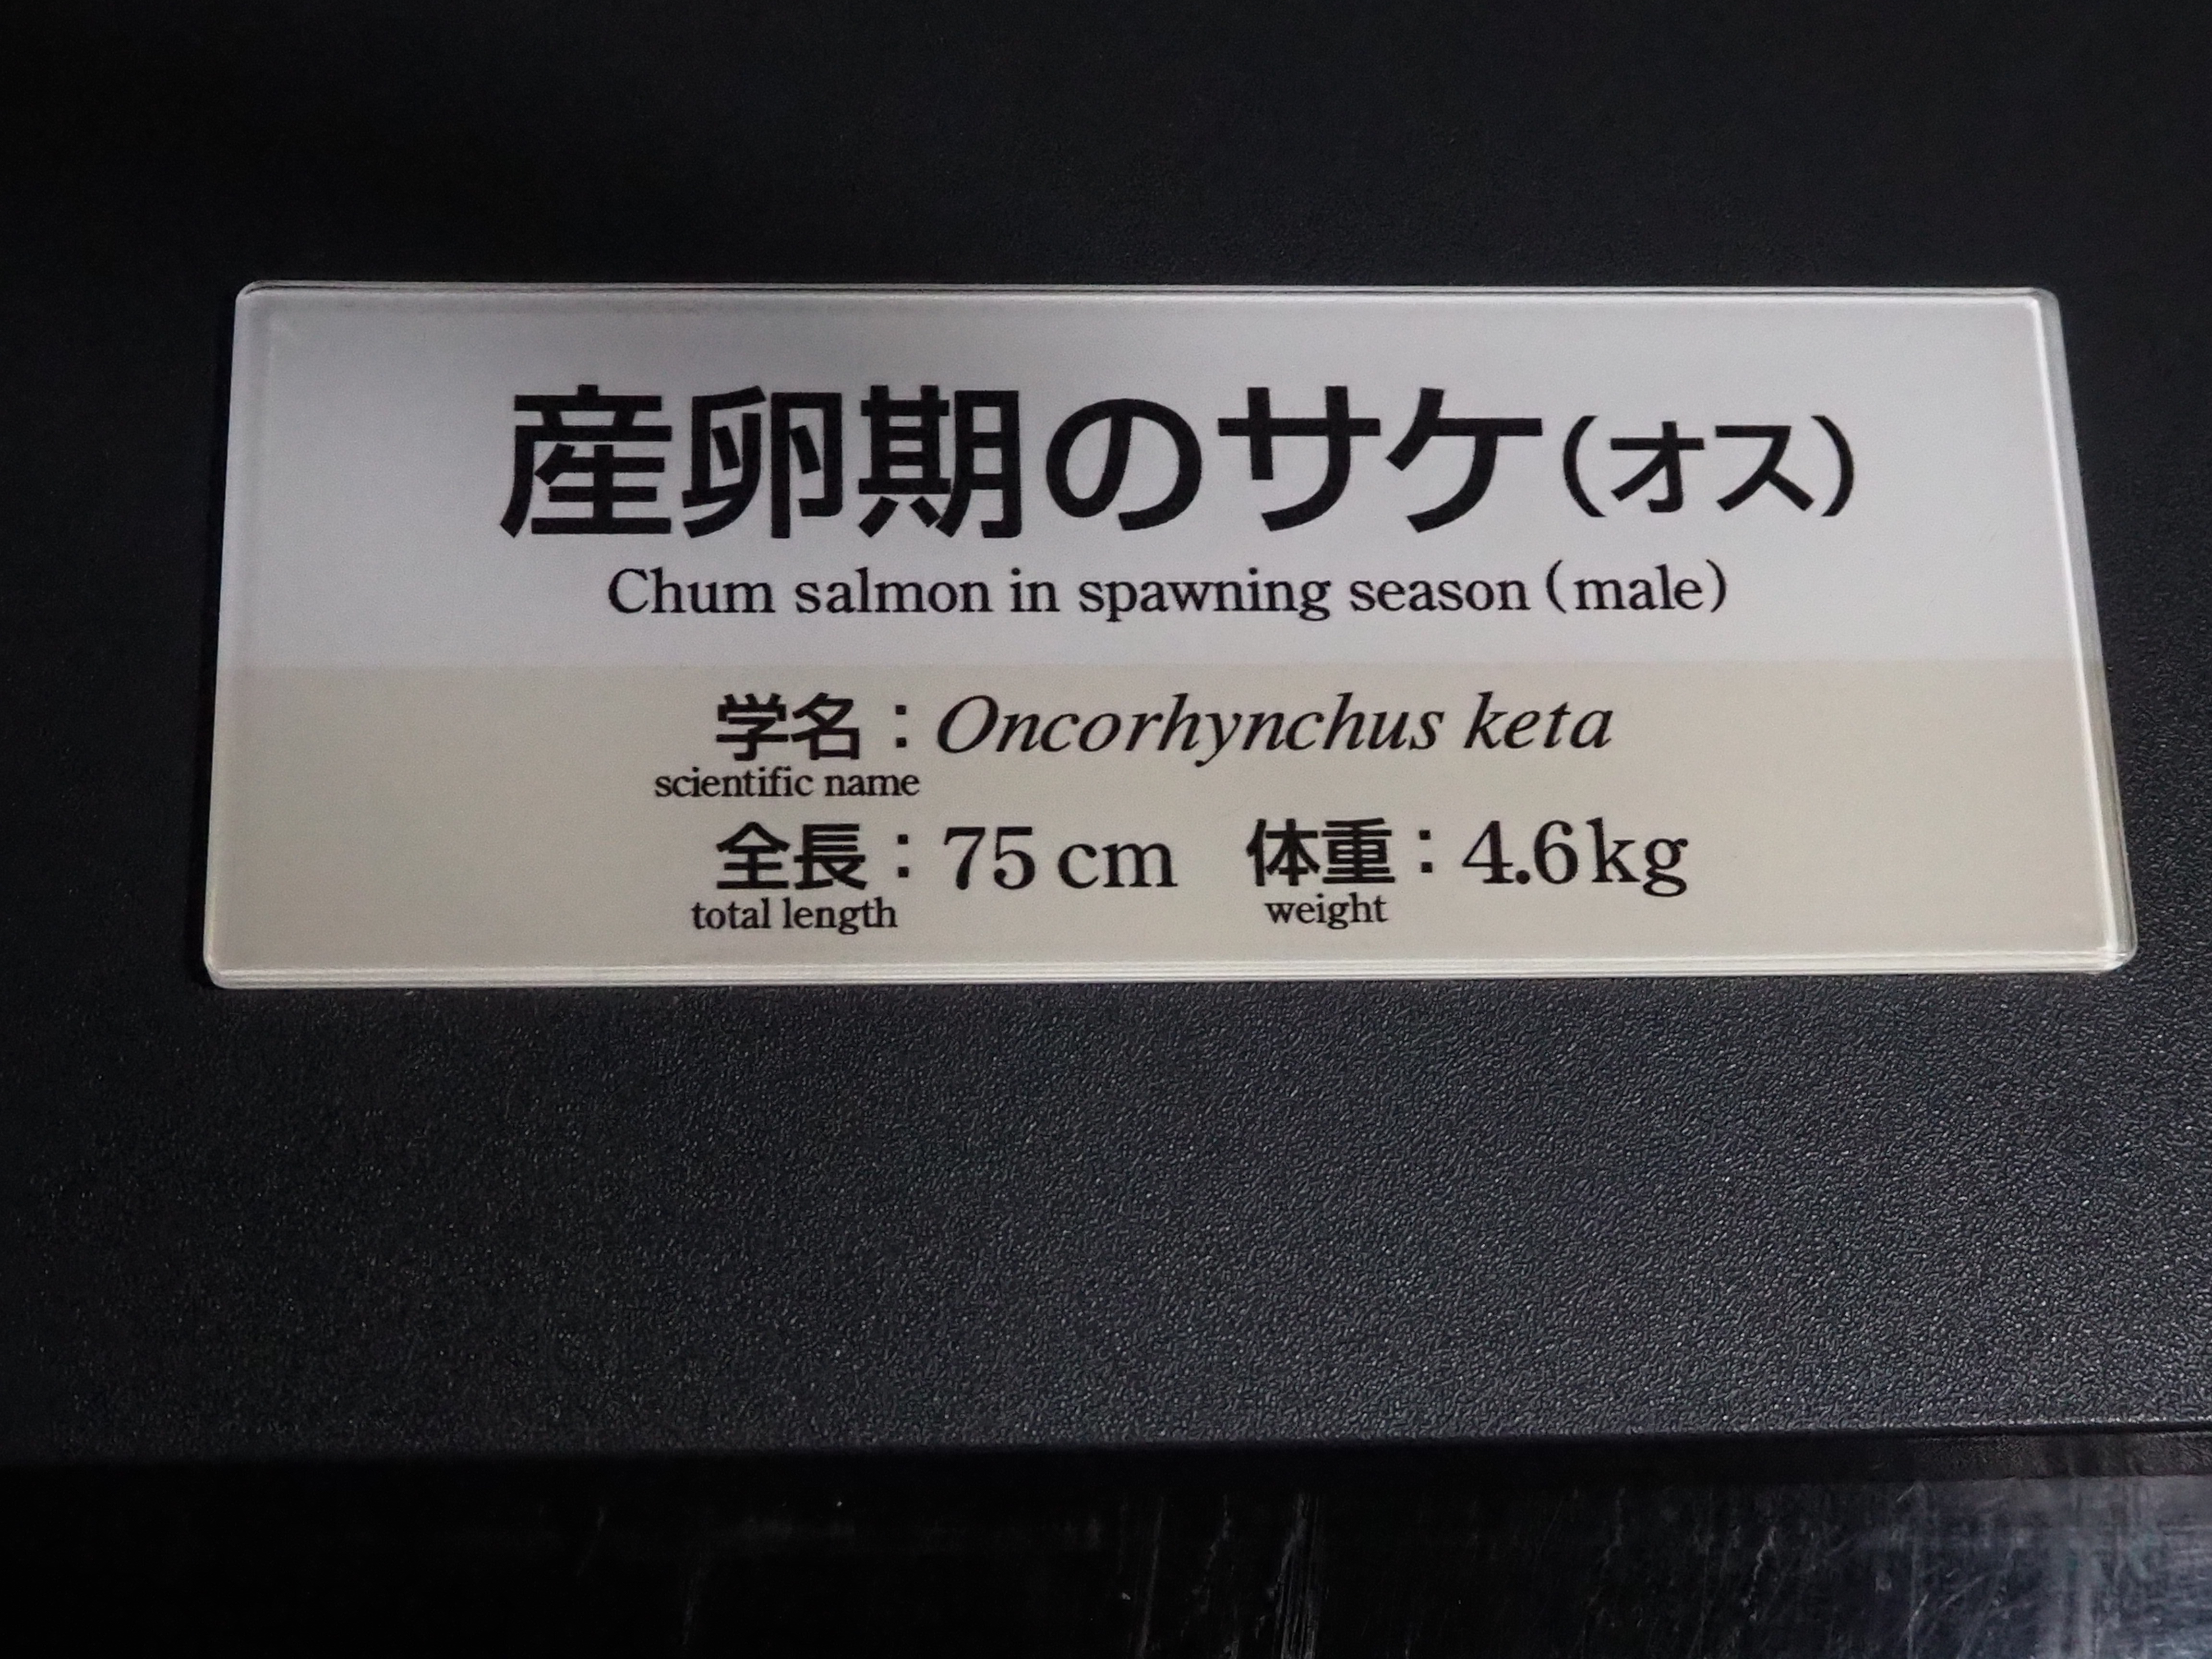 産卵期のサケ(オス)
Chum salmon in spawning season (male)
学名：Oncorhynchus keta
scientific name
全長：75 cm 体重：4.6kg
total length weight